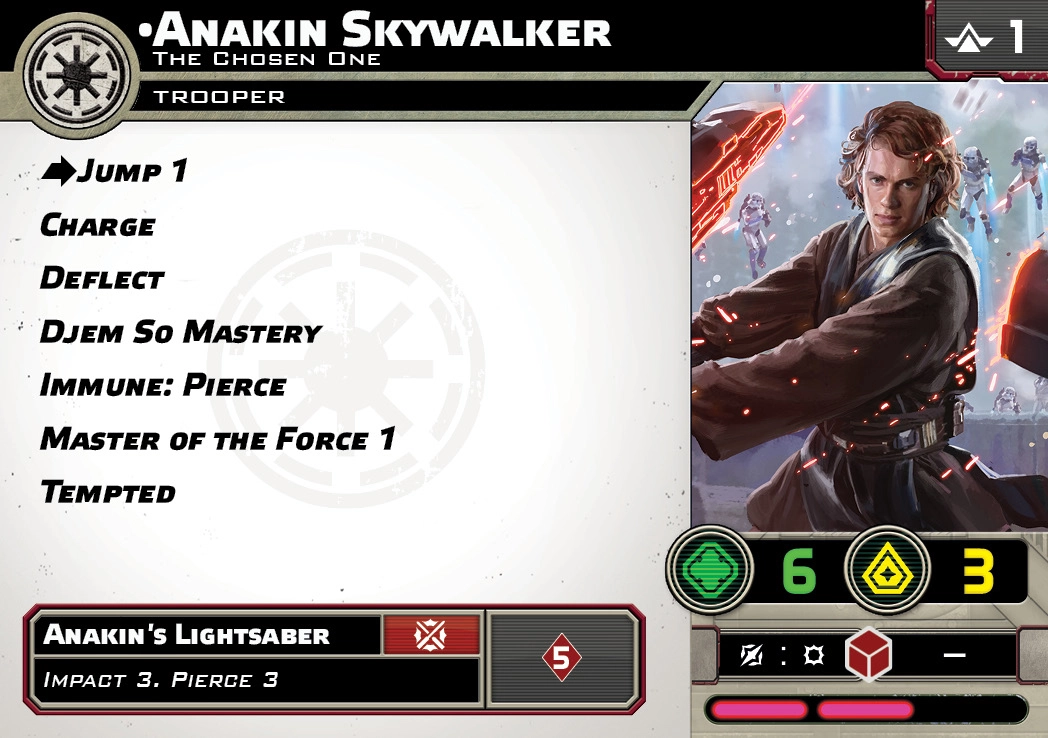 •Anakin Skywalker
1
The Chosen One
Trooper
Jump 1
Charge
Deflect
Djem So Mastery
Immune: Pierce
Master of the Force 1
Tempted
6 3
Anakin's Lightsaber
5
Impact 3, Pierce 3
: –